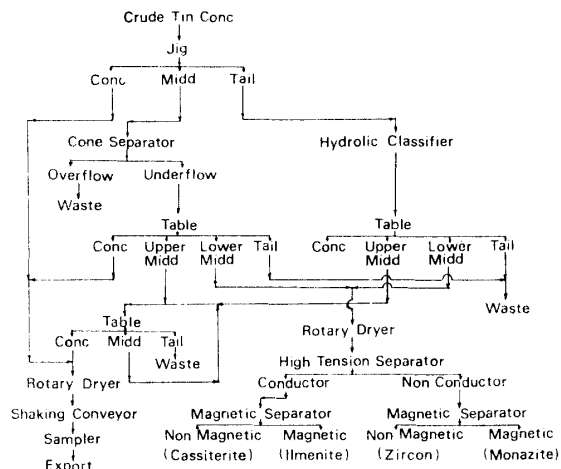 Crude Tin Conc
Jig
Conc Midd Tail
Cone Separator Hydrolic Classifier
Overflow Underflow
Waste
Table Table
Conc Upper Midd Lower Midd Tail Conc Upper Midd Lower Midd Tail
Waste
Table
Rotary Dryer
Conc Midd Tail
Waste
High Tension Separator
Rotary Dryer
Conductor Non Conductor
Shaking Conveyor
Magnetic Separator Magnetic Separator
Sampler
Non Magnetic (Cassiterite) Magnetic (Ilmenite) Non Magnetic (Zircon) Magnetic (Monazite)
Export